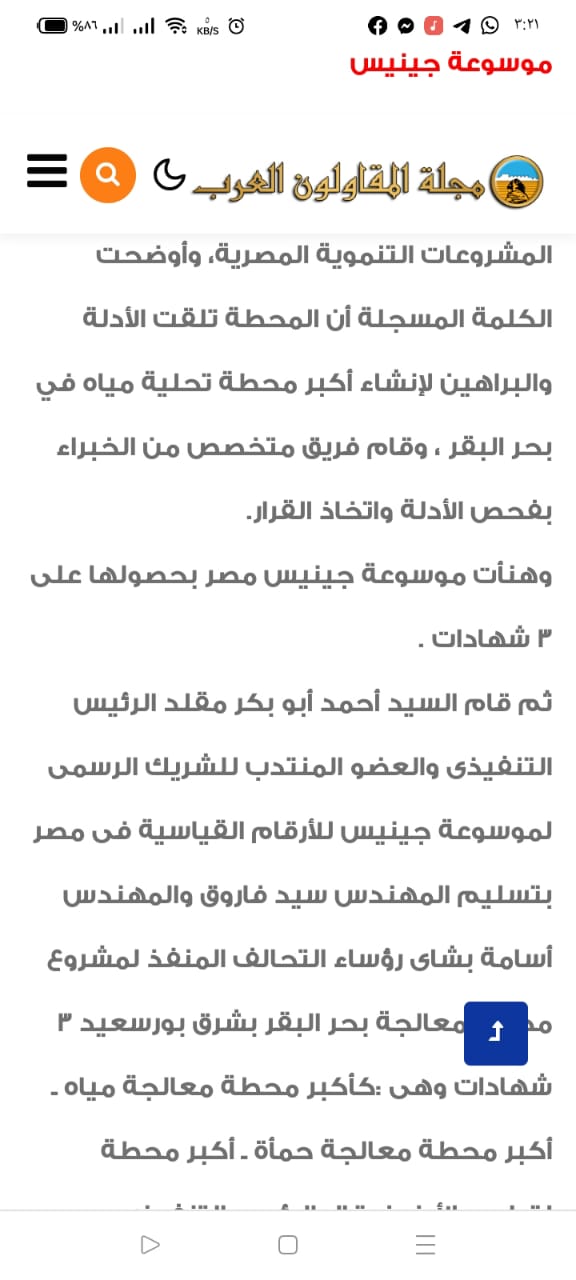 %٨٦ 0 KB/S ٣:٢١
موسوعة جينيس
مجلة المقاولون العرب
المشروعات التنموية المصرية، وأوضحت
الكلمة المسجلة أن المحطة تلقت الأدلة
والبراهين لإنشاء أكبر محطة تحلية مياه في
بحر البقر ، وقام فريق متخصص من الخبراء
بفحص الأدلة واتخاذ القرار.
وهنأت موسوعة جينيس مصر بحصولها على
٣ شهادات .
ثم قام السيد أحمد أبو بكر مقلد الرئيس
التنفيذى والعضو المنتدب للشريك الرسمى
لموسوعة جينيس للأرقام القياسية فى مصر
بتسليم المهندس سيد فاروق والمهندس
أسامة بشاى رؤساء التحالف المنفذ لمشروع
معالجة بحر البقر بشرق بورسعيد ٣
شهادات وهى :كأكبر محطة معالجة مياه ـ
أكبر محطة معالجة حمأة ـ أكبر محطة